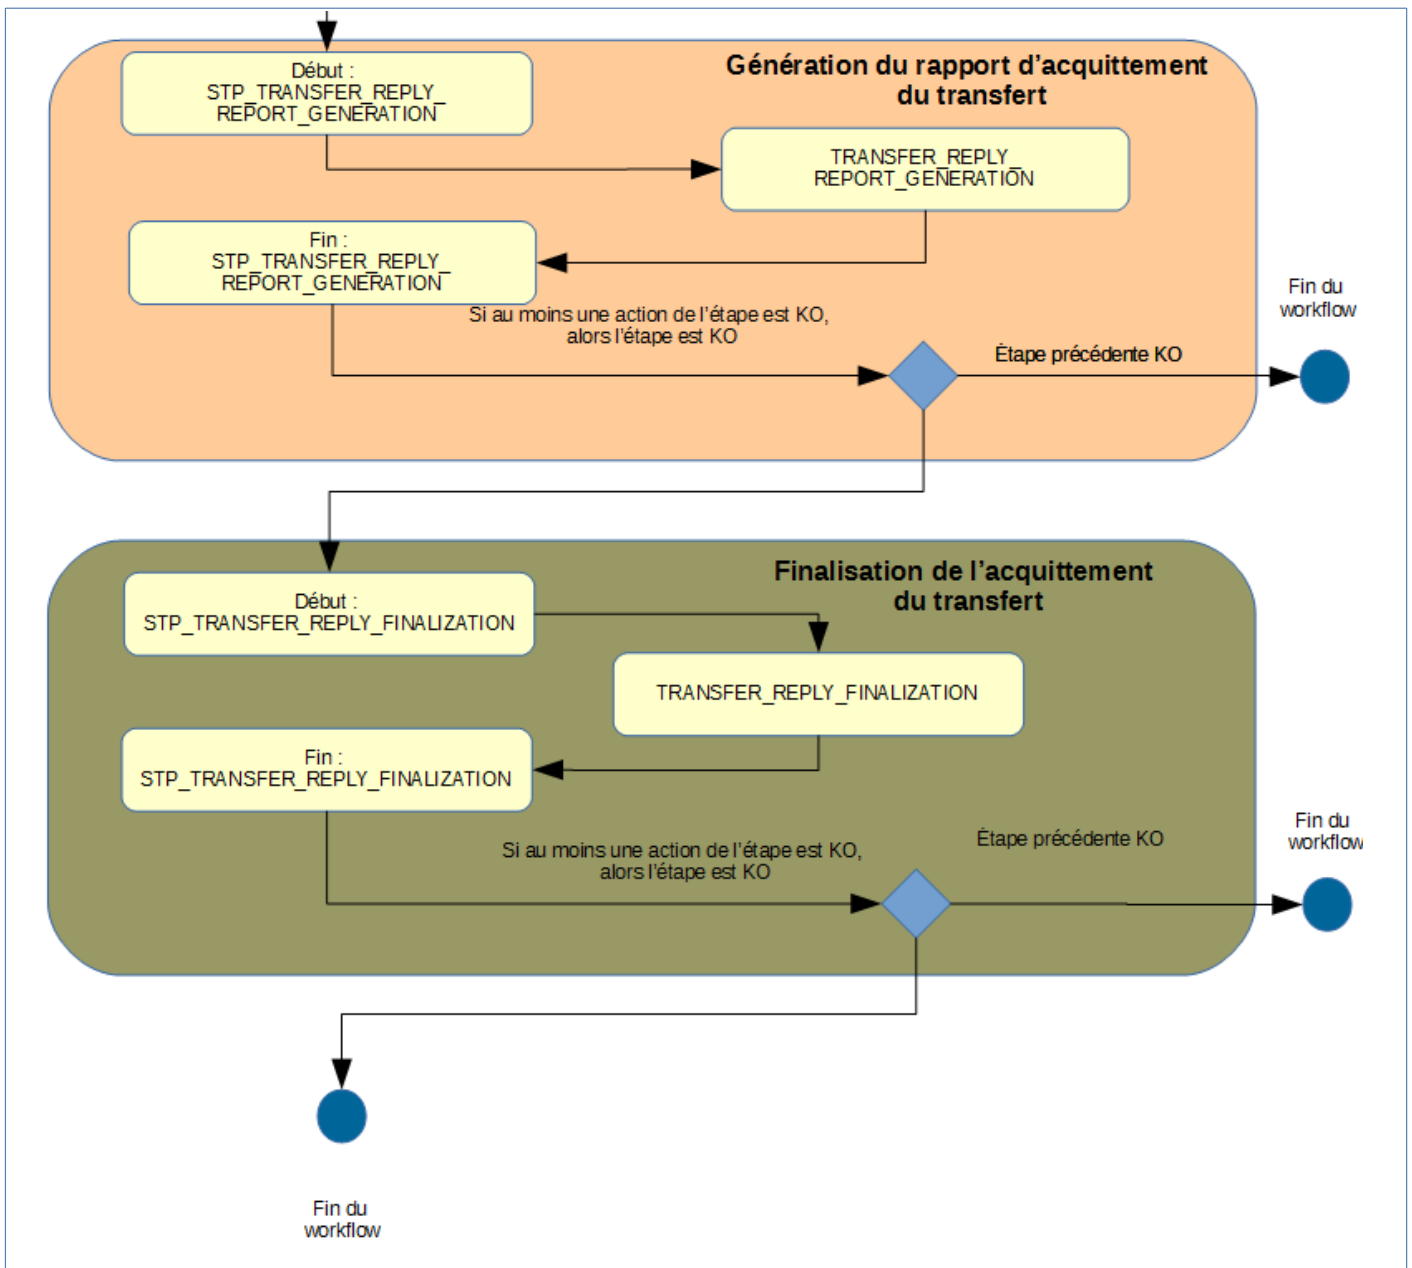 Génération du rapport d’acquittement
du transfert
Début :
STP_TRANSFER_REPLY_
REPORT_GENERATION
TRANSFER_REPLY_
REPORT_GENERATION
Fin :
STP_TRANSFER_REPLY_
REPORT_GENERATION
Si au moins une action de l’étape est KO,
alors l’étape est KO
Étape précédente KO
Fin du
workflow
Finalisation de l’acquittement
du transfert
Début :
STP_TRANSFER_REPLY_FINALIZATION
TRANSFER_REPLY_FINALIZATION
Fin :
STP_TRANSFER_REPLY_FINALIZATION
Si au moins une action de l’étape est KO,
alors l’étape est KO
Étape précédente KO
Fin du
workflow
Fin du
workflow